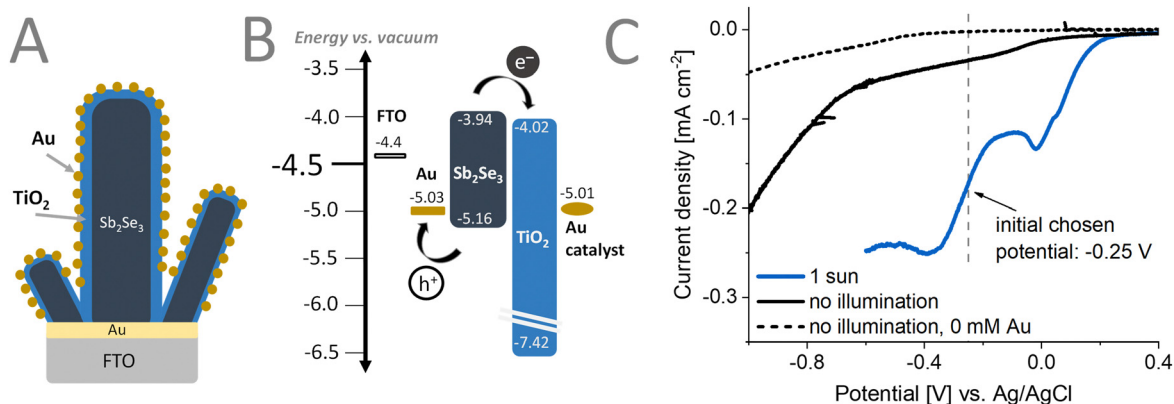 A
Au
TiO₂
Sb₂Se₃
Au
FTO
B
Energy vs. vacuum
-3.5
-4.0
-4.5
-5.0
-5.5
-6.0
-6.5
FTO
-4.4
Au
-5.03
-3.94
Sb₂Se₃
-5.16
e⁻
h⁺
-4.02
TiO₂
-7.42
-5.01
Au
catalyst
C
Current density [mA cm⁻²]
0.0
-0.1
-0.2
-0.3
initial chosen
potential: -0.25 V
1 sun
no illumination
no illumination, 0 mM Au
-0.8
-0.4
0.0
0.4
Potential [V] vs. Ag/AgCl